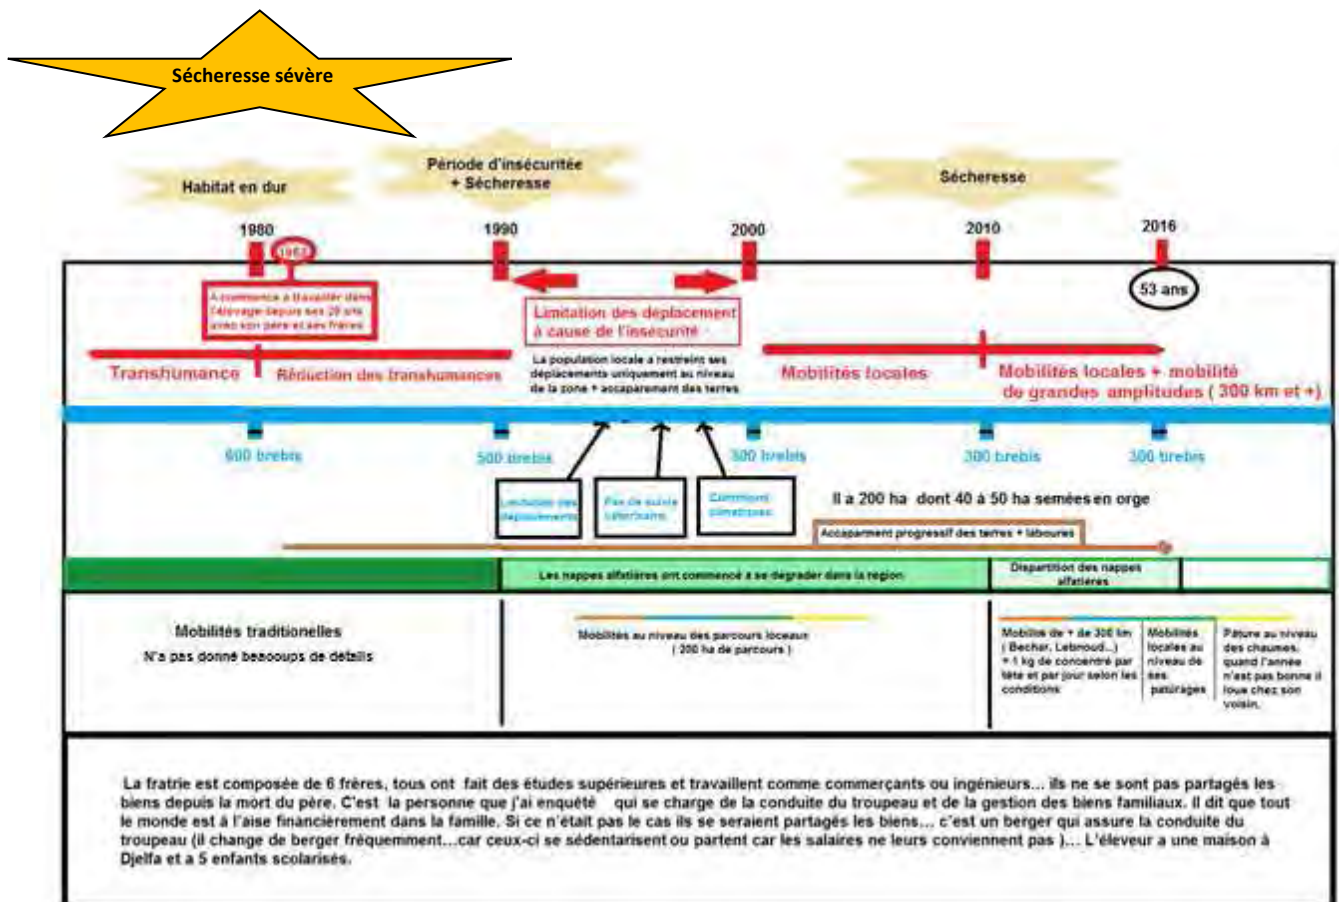 Sécheresse sévère
Habitat en dur
Période d'insécuritée
+ Sécheresse
Sécheresse
1980
1990
2000
2010
2016
A commencé à travailler dans
l'élevage depuis ses 20 ans
avec son père et ses frères
Limitation des déplacement
à cause de l'insécurité
53 ans
La population locale a restreint ses
déplacements uniquement au niveau
de la zone + accaparement des terres
Transhumance
Réduction des transhumances
Mobilités locales
Mobilités locales + mobilité
de grandes amplitudes ( 300 km et +)
600 brebis
500 brebis
300 brebis
300 brebis
300 brebis
Limitation des
déplacements
Pas de suivie
vétérinaire
climatiques
Il a 200 ha dont 40 à 50 ha semées en orge
Accaparment progressif des terres + laboures
Les nappes alfatières ont commencé a se degrader dans la région
Dispartition des nappes
alfatières
Mobilités traditionelles
N'a pas donné beaocoups de détails
Mobilités au niveau des parcours loceaux
( 200 ha de parcours )
Mobilités de + de 300 km
( Bechar, Lebnoud...)
+ 1 kg de concentré par
tête et par jour selon les
conditions
Mobilités
locales au
niveau de
ses
paturages
Pature au niveau
des chaumes,
quand l'année
n'est pas bonne il
loue chez son
voisin.
La fratrie est composée de 6 frères, tous ont fait des études supérieures et travaillent comme commerçants ou ingénieurs... ils ne se sont pas partagés les
biens depuis la mort du père. C'est la personne que j'ai enquêté qui se charge de la conduite du troupeau et de la gestion des biens familiaux. Il dit que tout
le monde est à l'aise financièrement dans la famille. Si ce n'était pas le cas ils se seraient partagés les biens... c'est un berger qui assure la conduite du
troupeau (il change de berger fréquemment...car ceux-ci se sédentarisent ou partent car les salaires ne leurs conviennent pas )... L'éleveur a une maison à
Djelfa et a 5 enfants scolarisés.